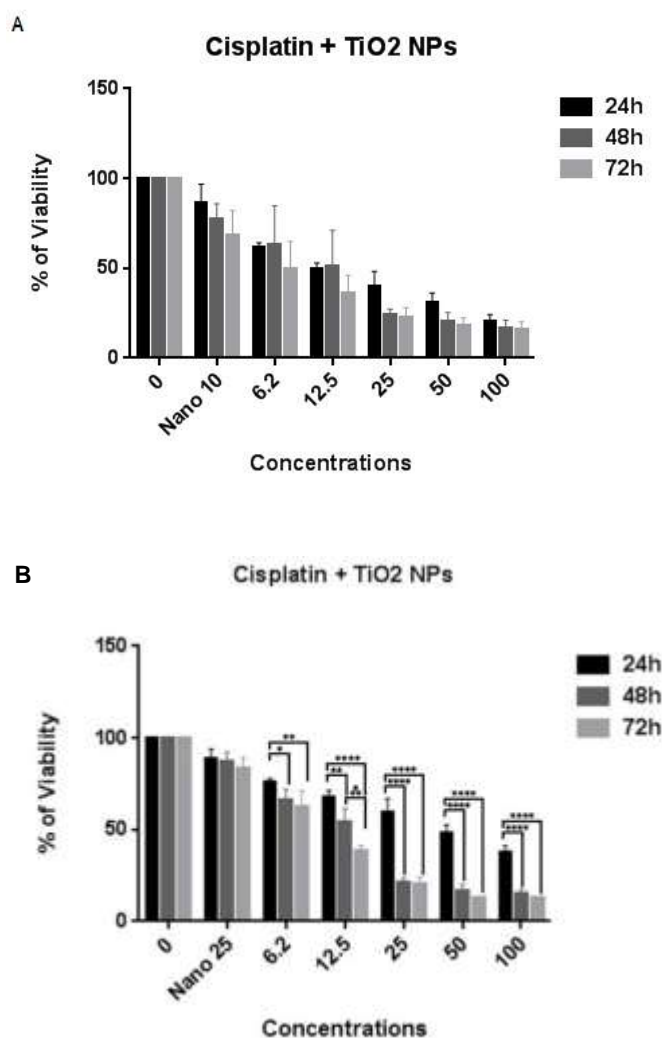 A
Cisplatin + TiO2 NPs
150
100
50
0
% of Viability
24h
48h
72h
0
Nano 10
6.2
12.5
25
50
100
Concentrations
B
Cisplatin + TiO2 NPs
150
100
50
0
% of Viability
24h
48h
72h
**
*
****
**
*
**
****
****
****
****
****
****
0
Nano 25
6.2
12.5
25
50
100
Concentrations